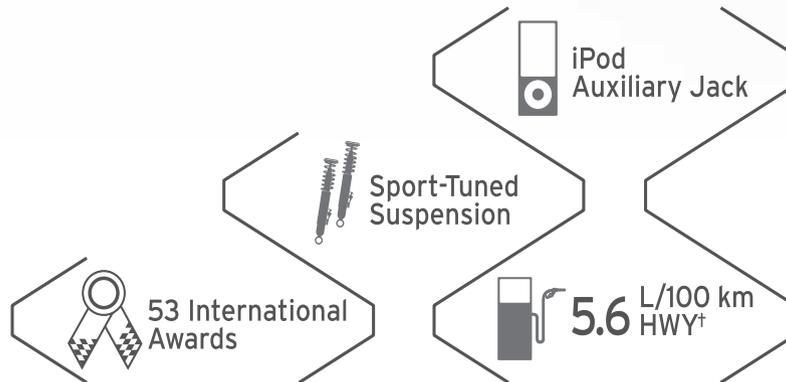 iPod
Auxiliary Jack
Sport-Tuned
Suspension
53 International
Awards
5.6 L/100 km
HWY†